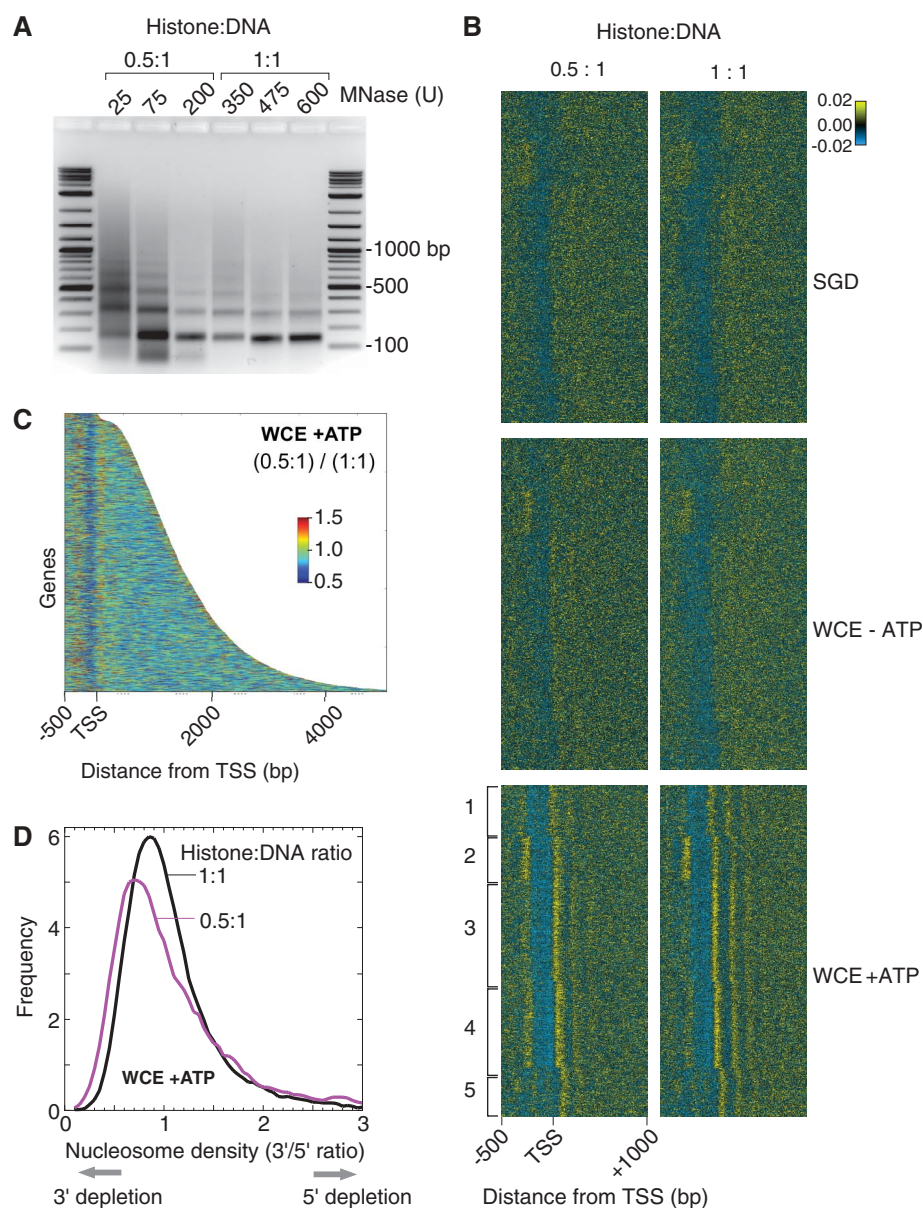 A
Histone:DNA
0.5:1 1:1
25 75 200 350 475 600 MNase (U)
-1000 bp
-500
-100
B
Histone:DNA
0.5 : 1 1 : 1
0.02
0.00
-0.02
SGD
WCE - ATP
1
2
3
4
5
WCE +ATP
-500 TSS +1000
Distance from TSS (bp)
C
WCE +ATP
(0.5:1) / (1:1)
1.5
1.0
0.5
Genes
-500 TSS 2000 4000
Distance from TSS (bp)
D
Histone:DNA ratio
1:1
0.5:1
WCE +ATP
Frequency
6
4
2
0
0 1 2 3
Nucleosome density (3'/5' ratio)
3' depletion 5' depletion